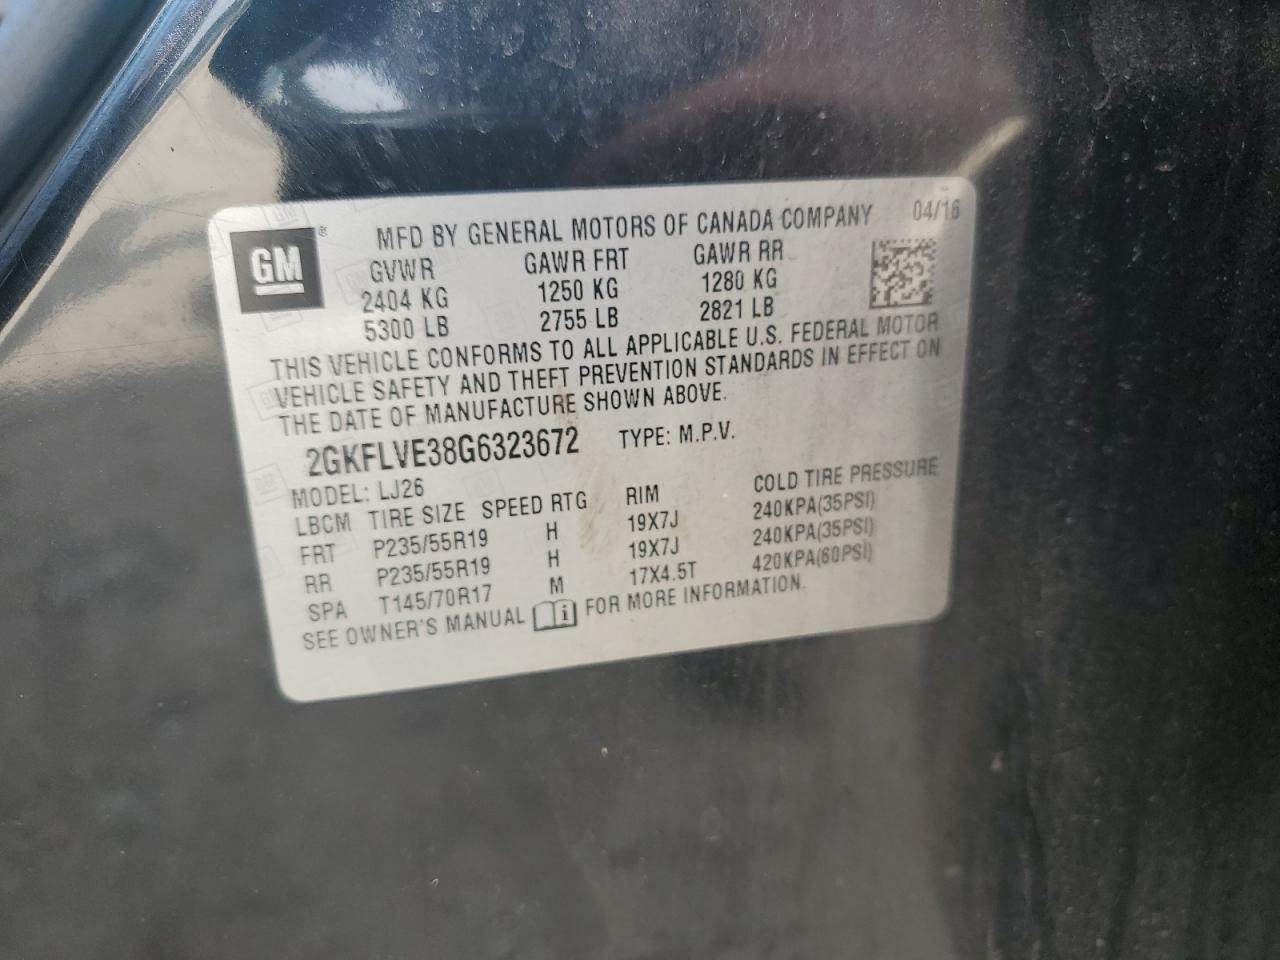 GM ® MFD BY GENERAL MOTORS OF CANADA COMPANY 04/16
GVWR GAWR FRT GAWR RR
2404 KG 1250 KG 1280 KG
5300 LB 2755 LB 2821 LB
THIS VEHICLE CONFORMS TO ALL APPLICABLE U.S. FEDERAL MOTOR
VEHICLE SAFETY AND THEFT PREVENTION STANDARDS IN EFFECT ON
THE DATE OF MANUFACTURE SHOWN ABOVE.
2GKFLVE38G6323672 TYPE: M.P.V.
MODEL: LJ26
LBCM TIRE SIZE SPEED RTG RIM COLD TIRE PRESSURE
FRT P235/55R19 H 19X7J 240KPA(35PSI)
RR P235/55R19 H 19X7J 240KPA(35PSI)
SPA T145/70R17 M 17X4.5T 420KPA(60PSI)
SEE OWNER'S MANUAL i FOR MORE INFORMATION.